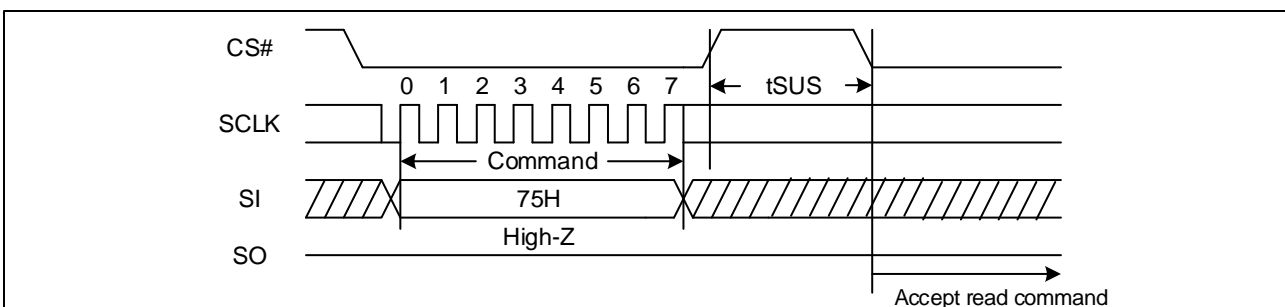 CS#
0 1 2 3 4 5 6 7
tSUS
SCLK
Command
SI
75H
High-Z
SO
Accept read command